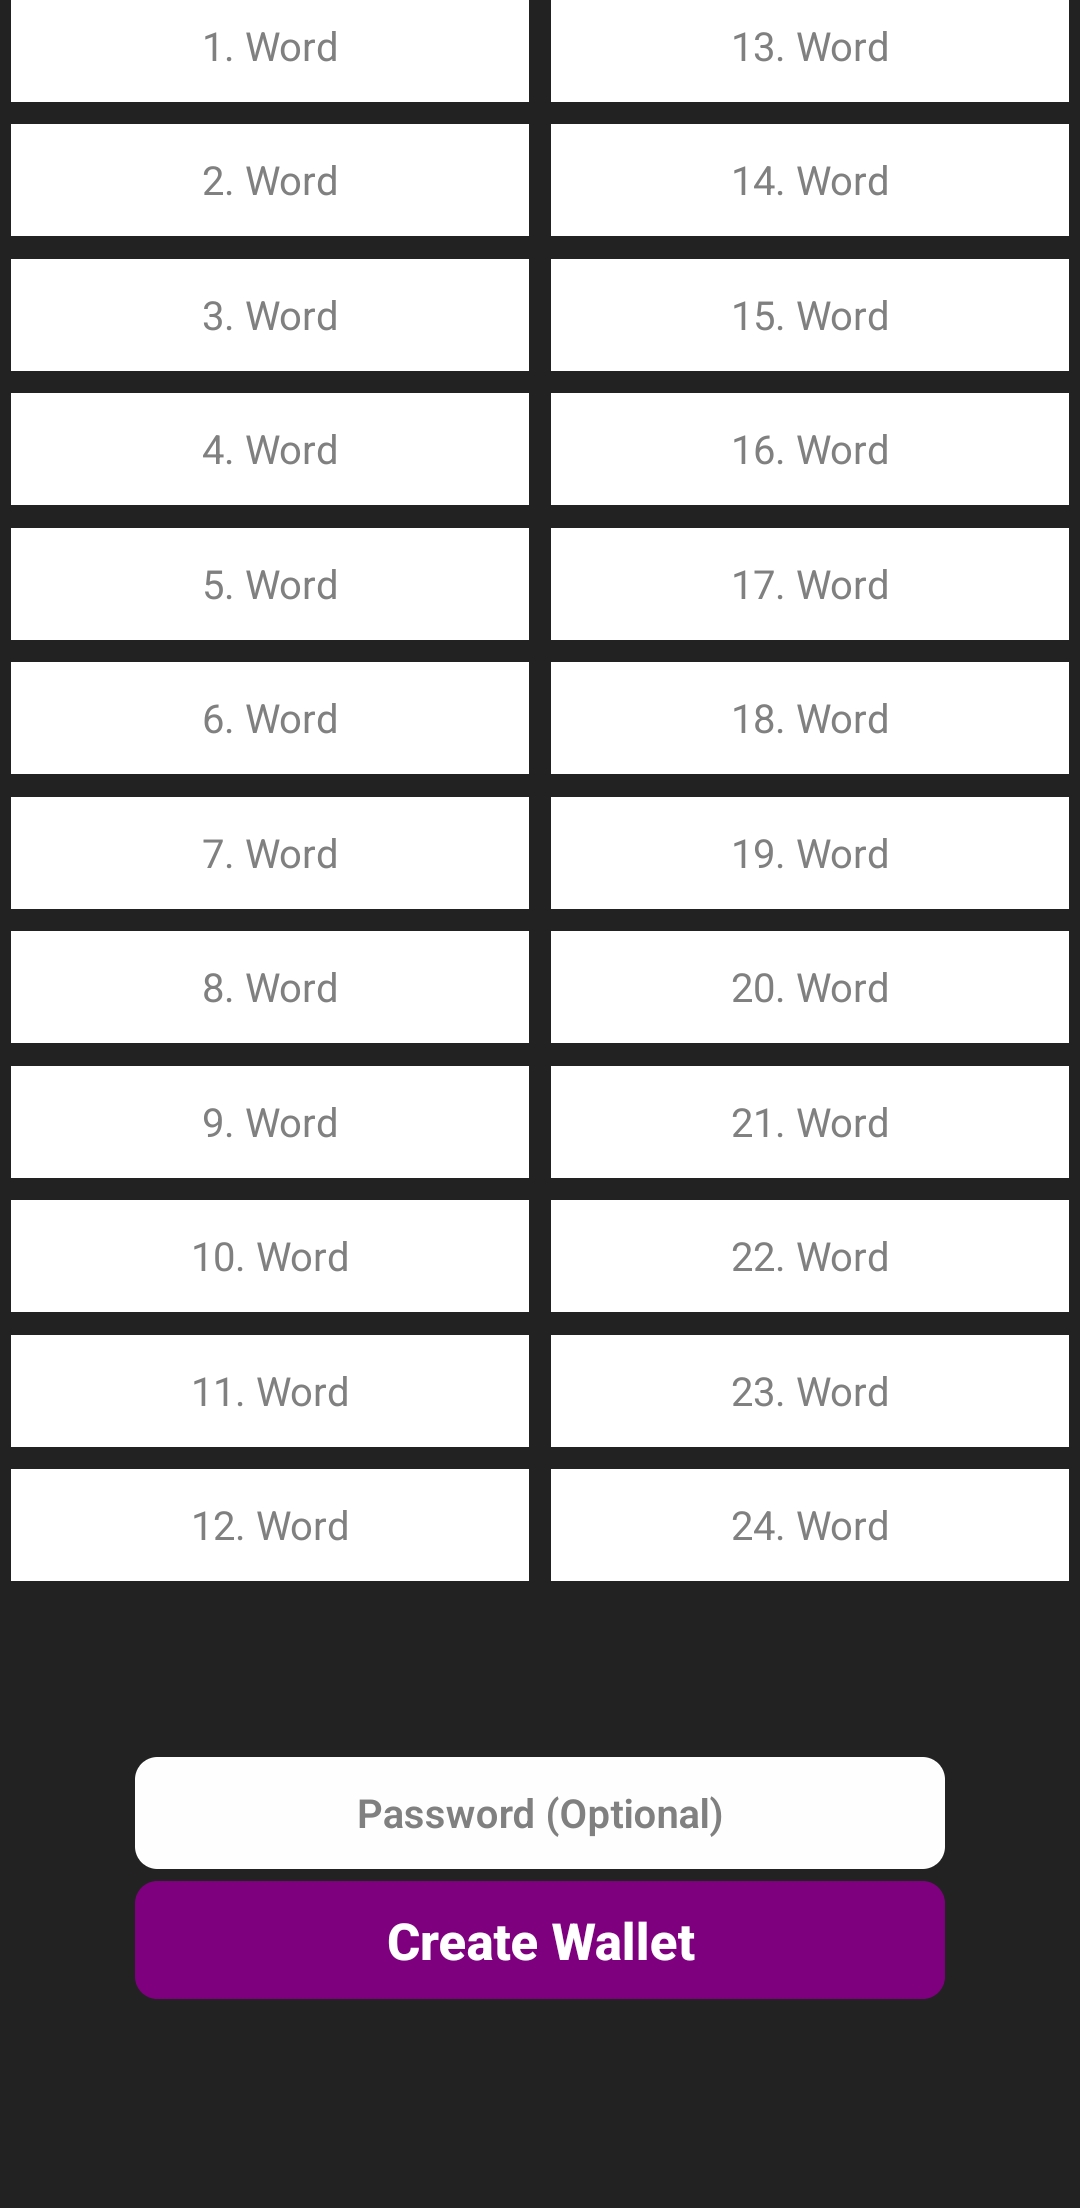 1. Word
13. Word
2. Word
14. Word
3. Word
15. Word
4. Word
16. Word
5. Word
17. Word
6. Word
18. Word
7. Word
19. Word
8. Word
20. Word
9. Word
21. Word
10. Word
22. Word
11. Word
23. Word
12. Word
24. Word
Password (Optional)
Create Wallet